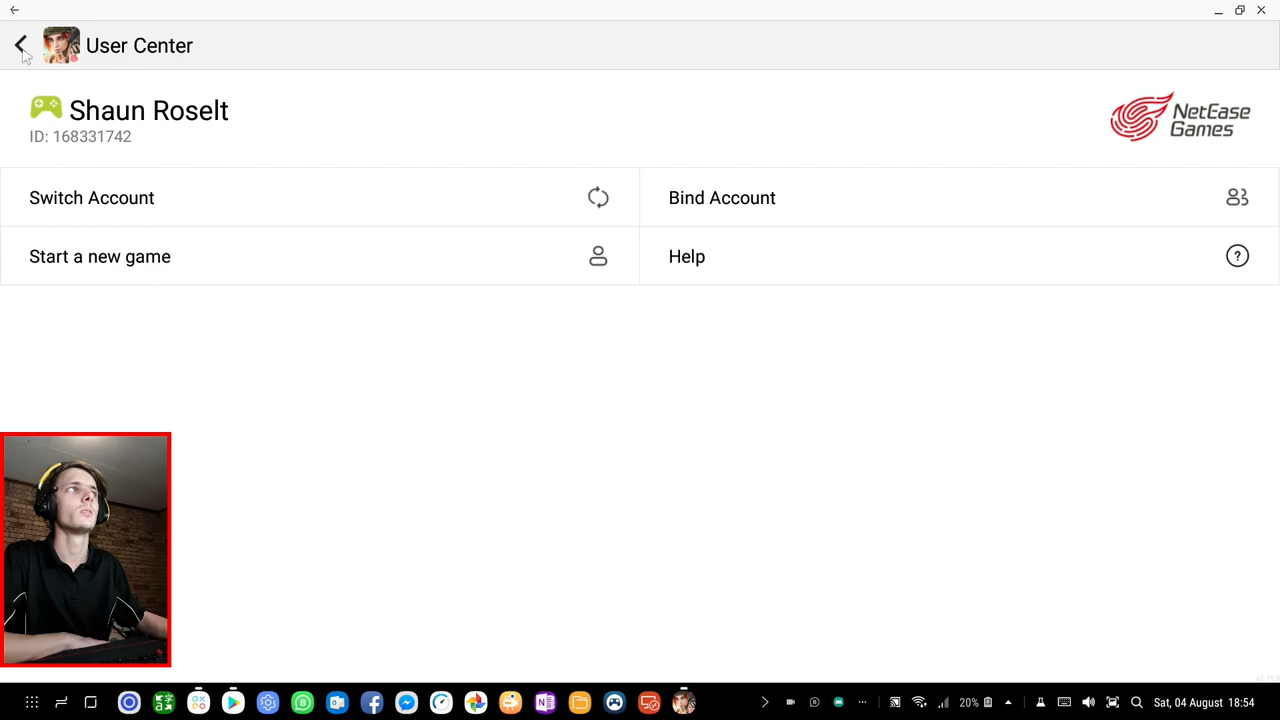 User Center
Shaun Roselt
ID: 168331742
NetEase
Games
Switch Account
Bind Account
Start a new game
Help
?
20%
Sat, 04 August 18:54